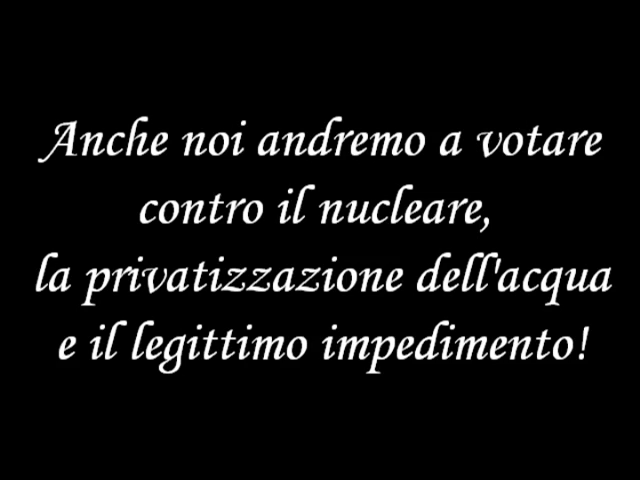 Anche noi andremo a votare
contro il nucleare,
la privatizzazione dell'acqua
e il legittimo impedimento!